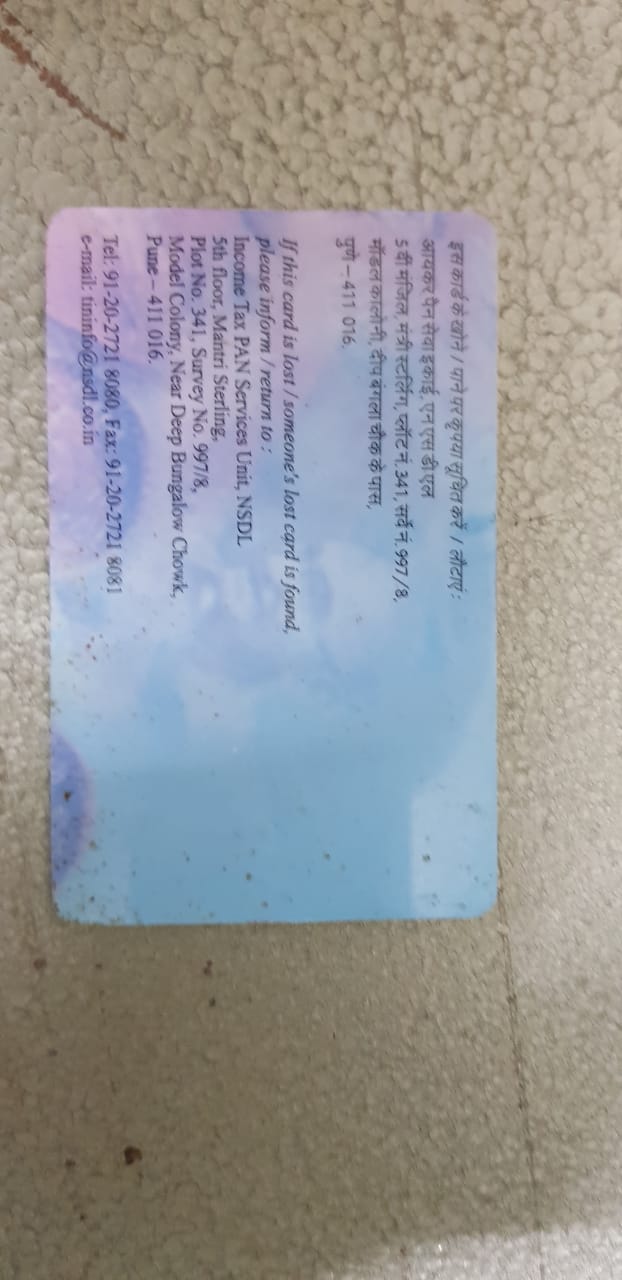 इस कार्ड के खोने / पाने पर कृपया सूचित करें / लौटाएं :
आयकर पैन सेवा इकाई, एन एस डी एल
5 वी मंजिल, मंत्री स्टर्लिंग, प्लॉट नं. 341, सर्वे नं. 997/8,
मॉडल कालोनी, दीप बंगला चौक के पास,
पुणे – 411 016.
If this card is lost / someone's lost card is found,
please inform / return to :
Income Tax PAN Services Unit, NSDL
5th floor, Mantri Sterling,
Plot No. 341, Survey No. 997/8,
Model Colony, Near Deep Bungalow Chowk,
Pune – 411 016.
Tel: 91-20-2721 8080, Fax: 91-20-2721 8081
e-mail: tininfo@nsdl.co.in